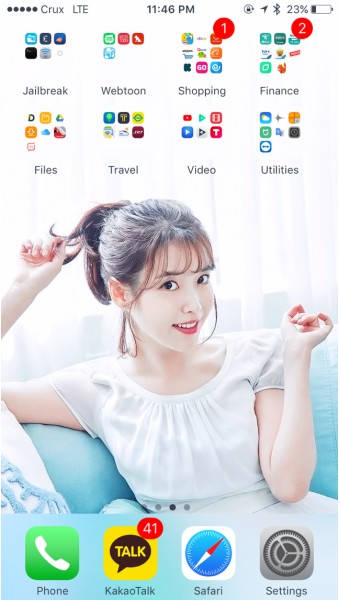 Crux LTE 11:46 PM 23%
1 2
Jailbreak Webtoon Shopping Finance
Files Travel Video Utilities
41
TALK
Phone KakaoTalk Safari Settings